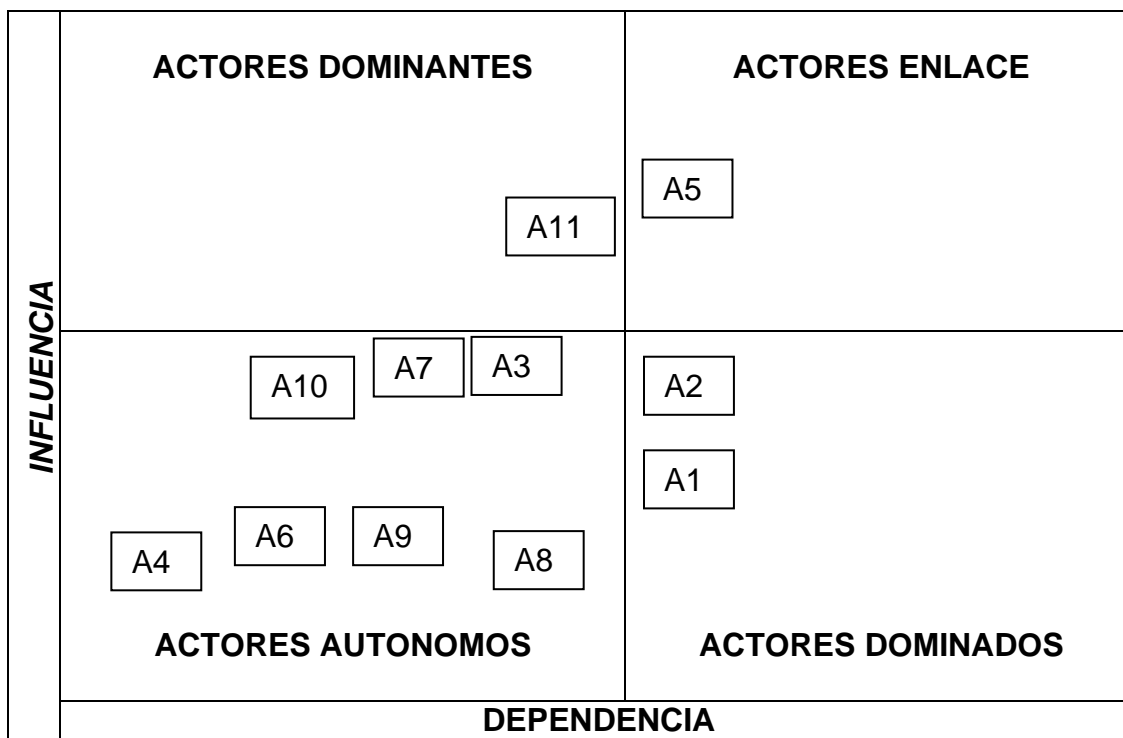 ACTORES DOMINANTES
ACTORES ENLACE
A5
A11
INFLUENCIA
A7
A3
A10
A2
A1
A6
A9
A8
A4
ACTORES AUTONOMOS
ACTORES DOMINADOS
DEPENDENCIA